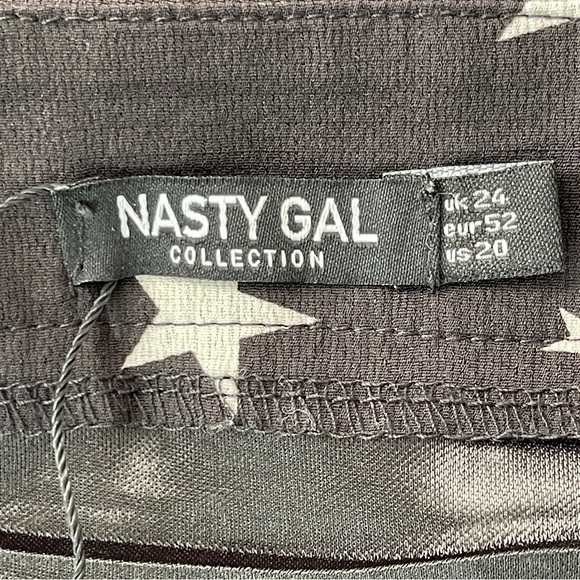 NASTY GAL
COLLECTION
uk 24
eur 52
us 20